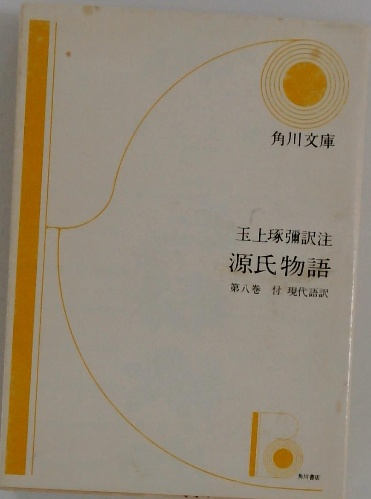 角川文庫
玉上琢彌訳注
源氏物語
第八巻 付 現代語訳
角川書店